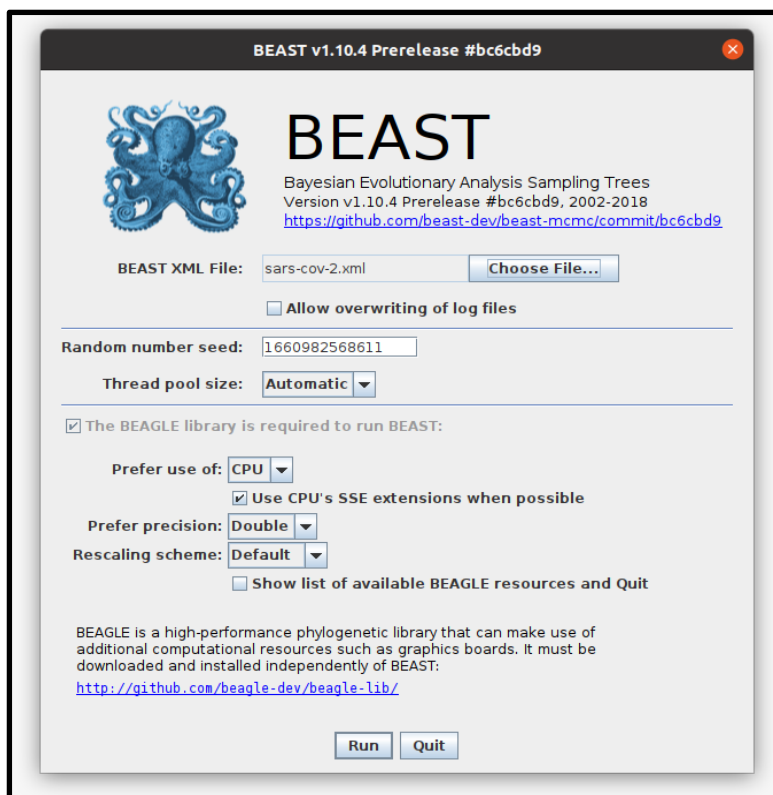 BEAST v1.10.4 Prerelease #bc6cbd9
BEAST
Bayesian Evolutionary Analysis Sampling Trees
Version v1.10.4 Prerelease #bc6cbd9, 2002-2018
https://github.com/beast-dev/beast-mcmc/commit/bc6cbd9
BEAST XML File: sars-cov-2.xml Choose File...
Allow overwriting of log files
Random number seed: 1660982568611
Thread pool size: Automatic
The BEAGLE library is required to run BEAST:
Prefer use of: CPU
Use CPU's SSE extensions when possible
Prefer precision: Double
Rescaling scheme: Default
Show list of available BEAGLE resources and Quit
BEAGLE is a high-performance phylogenetic library that can make use of
additional computational resources such as graphics boards. It must be
downloaded and installed independently of BEAST:
http://github.com/beagle-dev/beagle-lib/
Run Quit